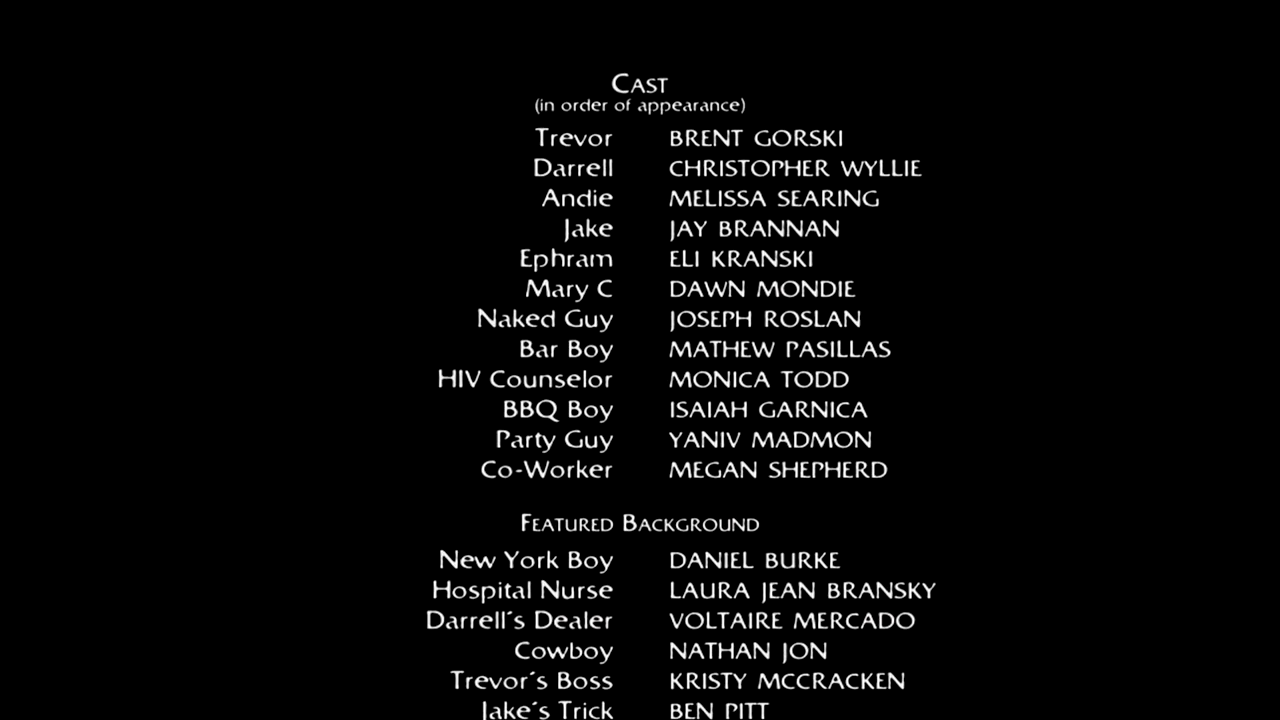 CAST
(in order of appearance)
Trevor BRENT GORSKI
Darrell CHRISTOPHER WYLLIE
Andie MELISSA SEARING
Jake JAY BRANNAN
Ephram ELI KRANSKI
Mary C DAWN MONDIE
Naked Guy JOSEPH ROSLAN
Bar Boy MATHEW PASILLAS
HIV Counselor MONICA TODD
BBQ Boy ISAIAH GARNICA
Party Guy YANIV MADMON
Co-Worker MEGAN SHEPHERD
FEATURED BACKGROUND
New York Boy DANIEL BURKE
Hospital Nurse LAURA JEAN BRANSKY
Darrell's Dealer VOLTAIRE MERCADO
Cowboy NATHAN JON
Trevor's Boss KRISTY MCCRACKEN
Jake's Trick BEN PITT